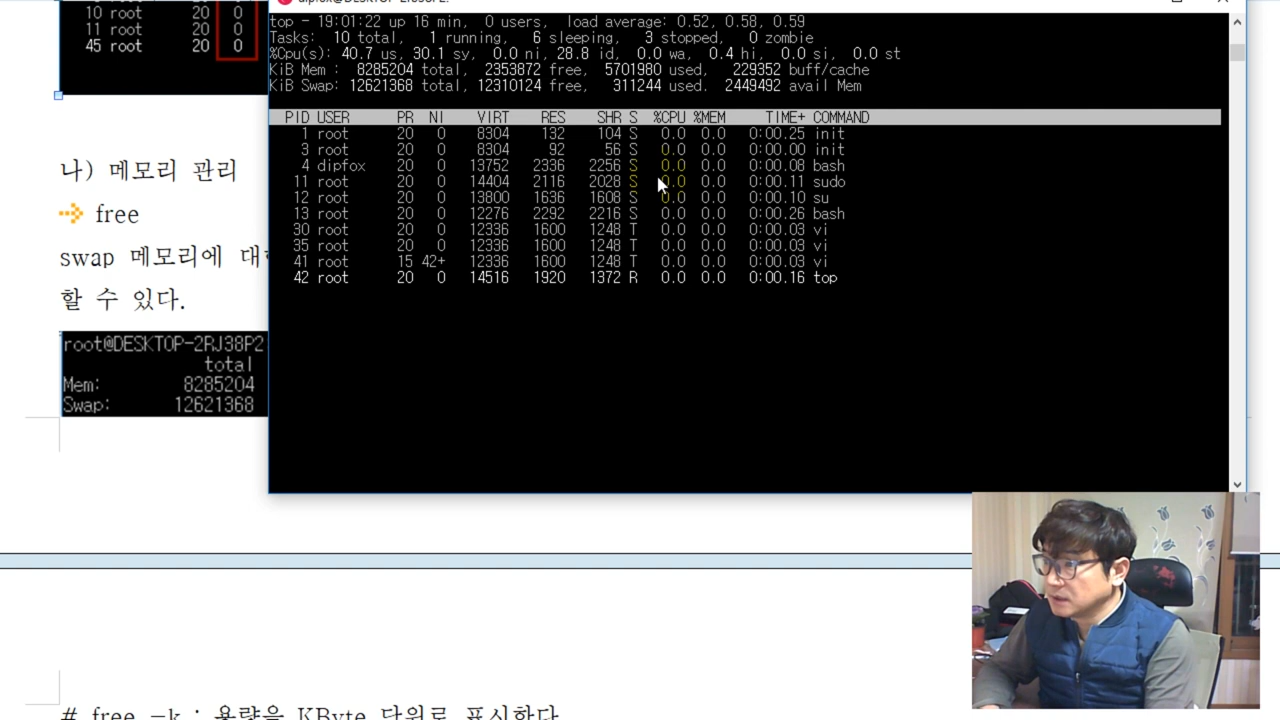 10 root 20 0
11 root 20 0
45 root 20 0
top - 19:01:22 up 16 min, 0 users, load average: 0.52, 0.58, 0.59
Tasks: 10 total, 1 running, 6 sleeping, 3 stopped, 0 zombie
%Cpu(s): 40.7 us, 30.1 sy, 0.0 ni, 28.8 id, 0.0 wa, 0.4 hi, 0.0 si, 0.0 st
KiB Mem : 8285204 total, 2353872 free, 5701980 used, 229352 buff/cache
KiB Swap: 12621368 total, 12310124 free, 311244 used. 2449492 avail Mem
PID USER PR NI VIRT RES SHR S %CPU %MEM TIME+ COMMAND
1 root 20 0 8304 132 104 S 0.0 0.0 0:00.25 init
3 root 20 0 8304 92 56 S 0.0 0.0 0:00.00 init
4 dipfox 20 0 13752 2336 2256 S 0.0 0.0 0:00.08 bash
11 root 20 0 14404 2116 2028 S 0.0 0.0 0:00.11 sudo
12 root 20 0 13800 1636 1608 S 0.0 0.0 0:00.10 su
13 root 20 0 12276 2292 2216 S 0.0 0.0 0:00.26 bash
30 root 20 0 12336 1600 1248 T 0.0 0.0 0:00.03 vi
35 root 20 0 12336 1600 1248 T 0.0 0.0 0:00.03 vi
41 root 15 42+ 12336 1600 1248 T 0.0 0.0 0:00.03 vi
42 root 20 0 14516 1920 1372 R 0.0 0.0 0:00.16 top
나) 메모리 관리
free
swap 메모리에 대
할 수 있다.
root@DESKTOP-2RJ38P2
total
Mem: 8285204
Swap: 12621368
# free -k : 용량을 KByte 단위로 표시한다